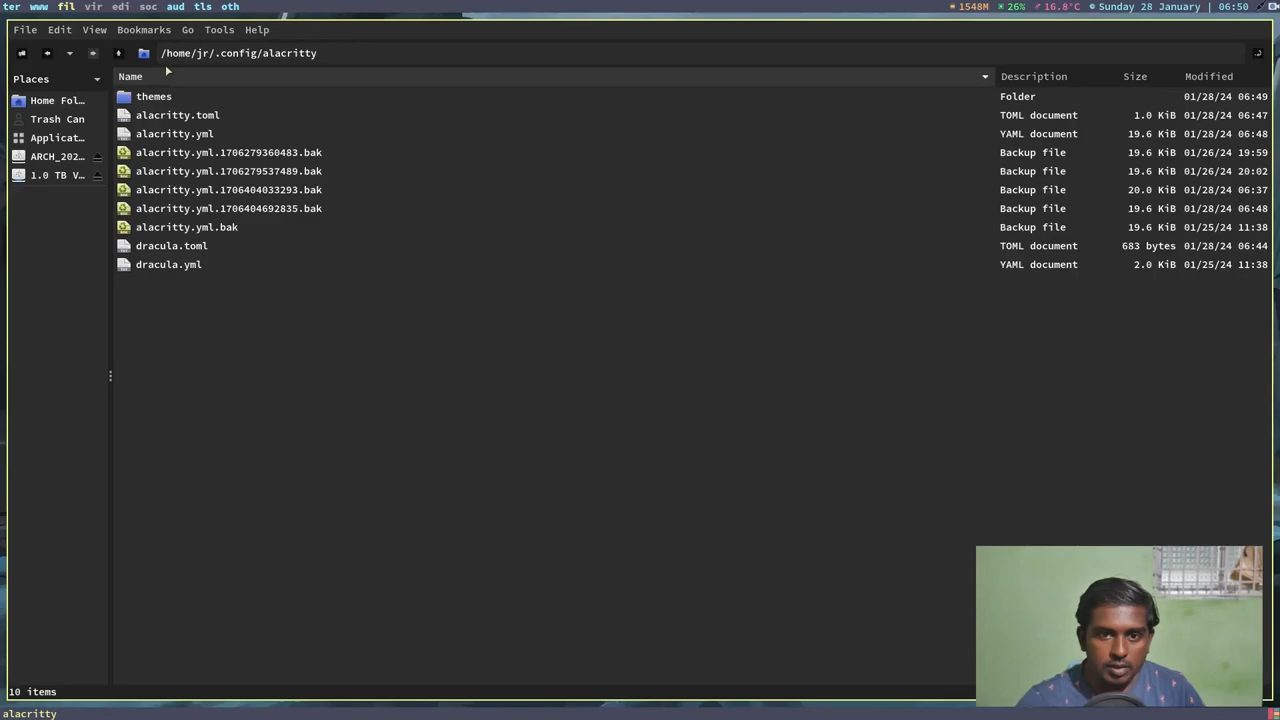 ter www fil vir edi soc aud tls oth
1548M 26% 16.8°C Sunday 28 January | 06:50
File Edit View Bookmarks Go Tools Help
/home/jr/.config/alacritty
Places
Home Fol…
Trash Can
Applicat…
ARCH_202…
1.0 TB V…
Name Description Size Modified
themes Folder 01/28/24 06:49
alacritty.toml TOML document 1.0 KiB 01/28/24 06:47
alacritty.yml YAML document 19.6 KiB 01/28/24 06:48
alacritty.yml.1706279360483.bak Backup file 19.6 KiB 01/26/24 19:59
alacritty.yml.1706279537489.bak Backup file 19.6 KiB 01/26/24 20:02
alacritty.yml.1706404033293.bak Backup file 20.0 KiB 01/28/24 06:37
alacritty.yml.1706404692835.bak Backup file 19.6 KiB 01/28/24 06:48
alacritty.yml.bak Backup file 19.6 KiB 01/25/24 11:38
dracula.toml TOML document 683 bytes 01/28/24 06:44
dracula.yml YAML document 2.0 KiB 01/25/24 11:38
10 items
alacritty